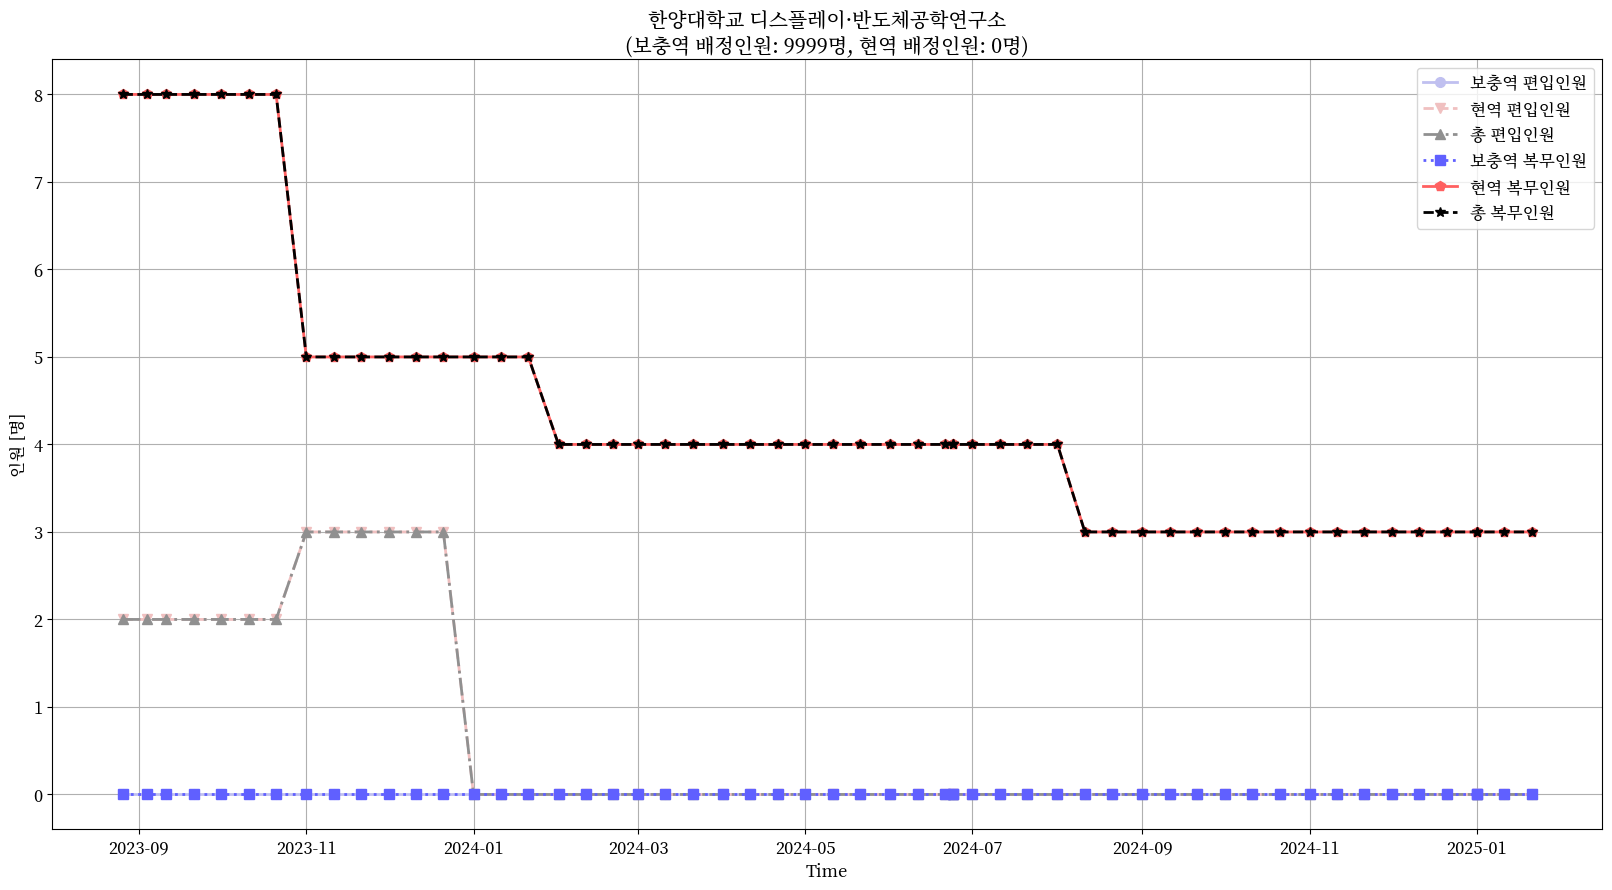 한양대학교 디스플레이·반도체공학연구소
(보충역 배정인원: 9999명, 현역 배정인원: 0명)
보충역 편입인원
현역 편입인원
총 편입인원
보충역 복무인원
현역 복무인원
총 복무인원
인원 [명]
8
7
6
5
4
3
2
1
0
2023-09
2023-11
2024-01
2024-03
2024-05
2024-07
2024-09
2024-11
2025-01
Time